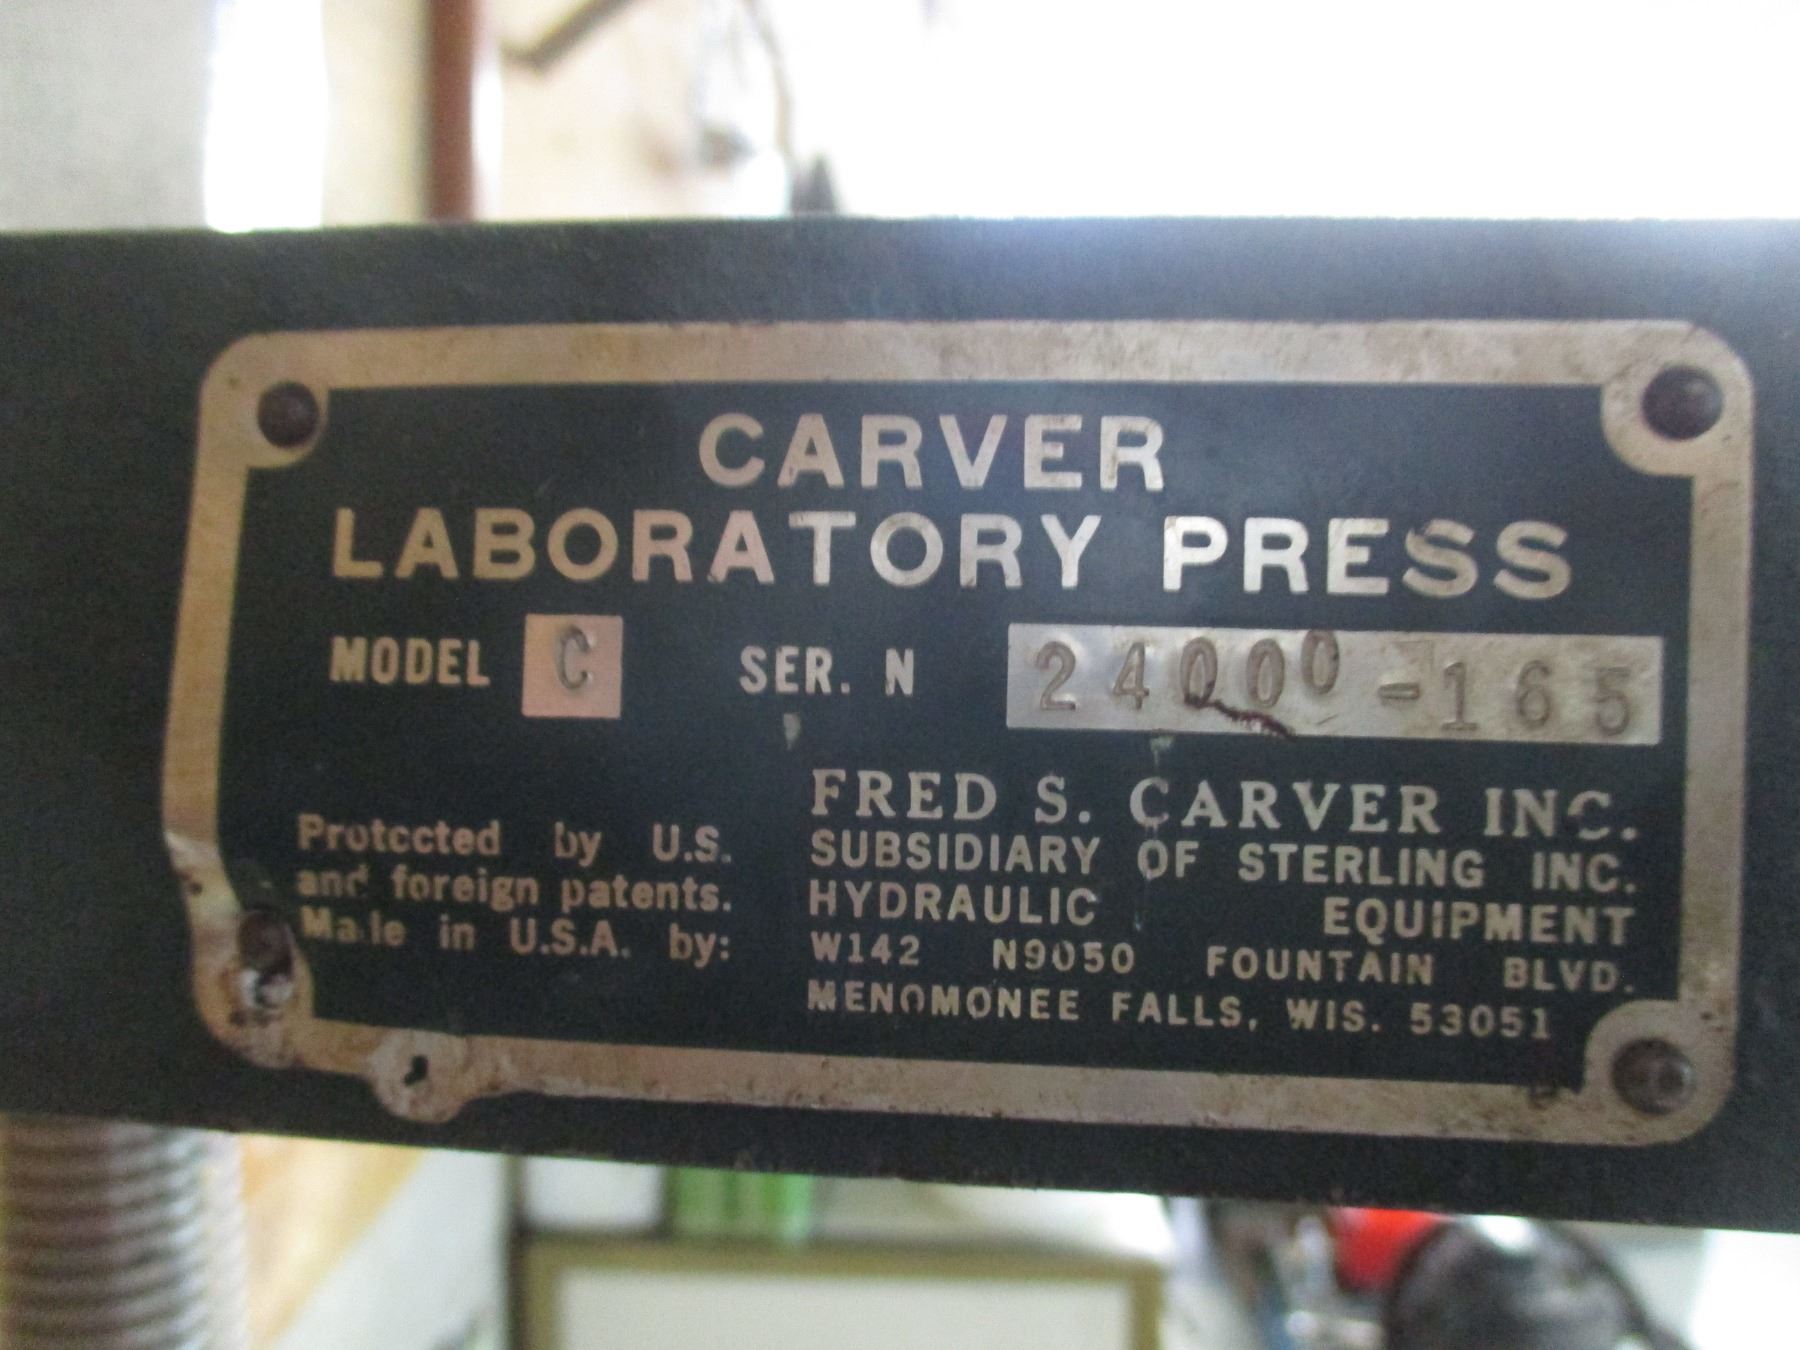 CARVER
LABORATORY PRESS
MODEL C SER. N 24000-165
Protected by U.S.
and foreign patents.
Made in U.S.A. by:
FRED S. CARVER INC.
SUBSIDIARY OF STERLING INC.
HYDRAULIC EQUIPMENT
W142 N9050 FOUNTAIN BLVD.
MENOMONEE FALLS, WIS. 53051